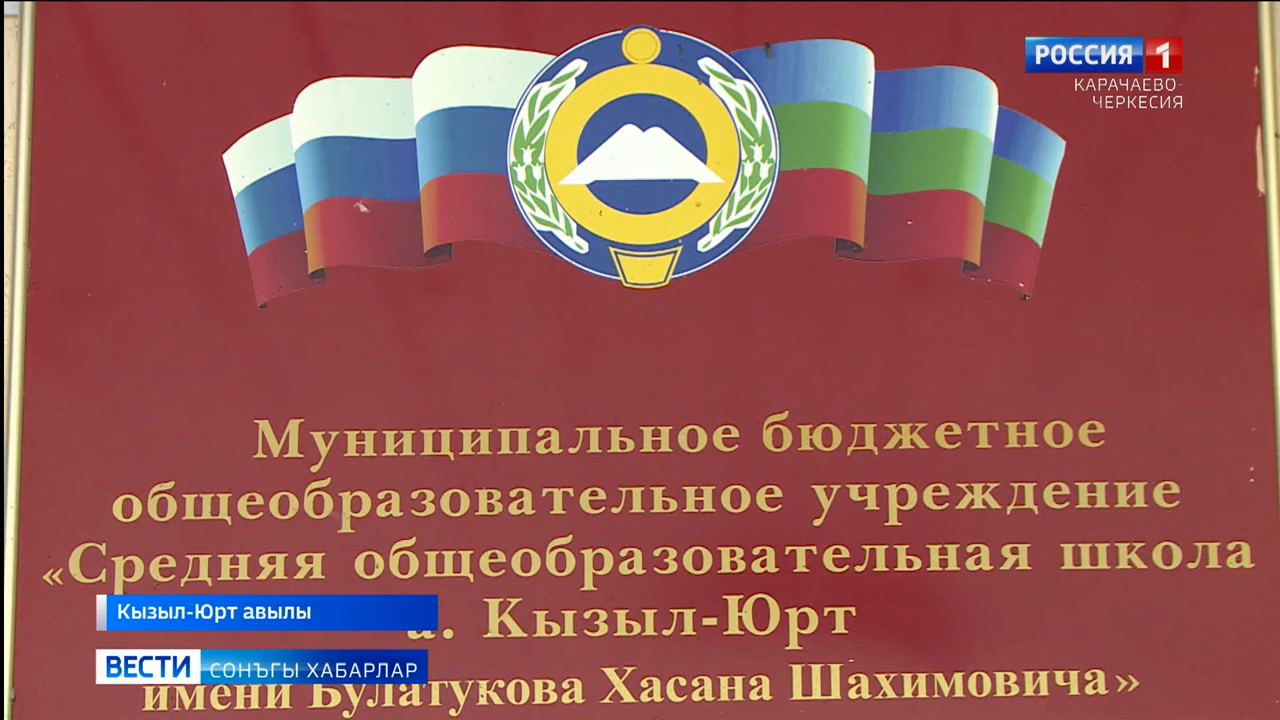 РОССИЯ 1
КАРАЧАЕВО-
ЧЕРКЕСИЯ
Муниципальное бюджетное
общеобразовательное учреждение
«Средняя общеобразовательная школа
а. Кызыл-Юрт
имени Булатукова Хасана Шахимовича»
Кызыл-Юрт авылы
ВЕСТИ СОНЪГЫ ХАБАРЛАР